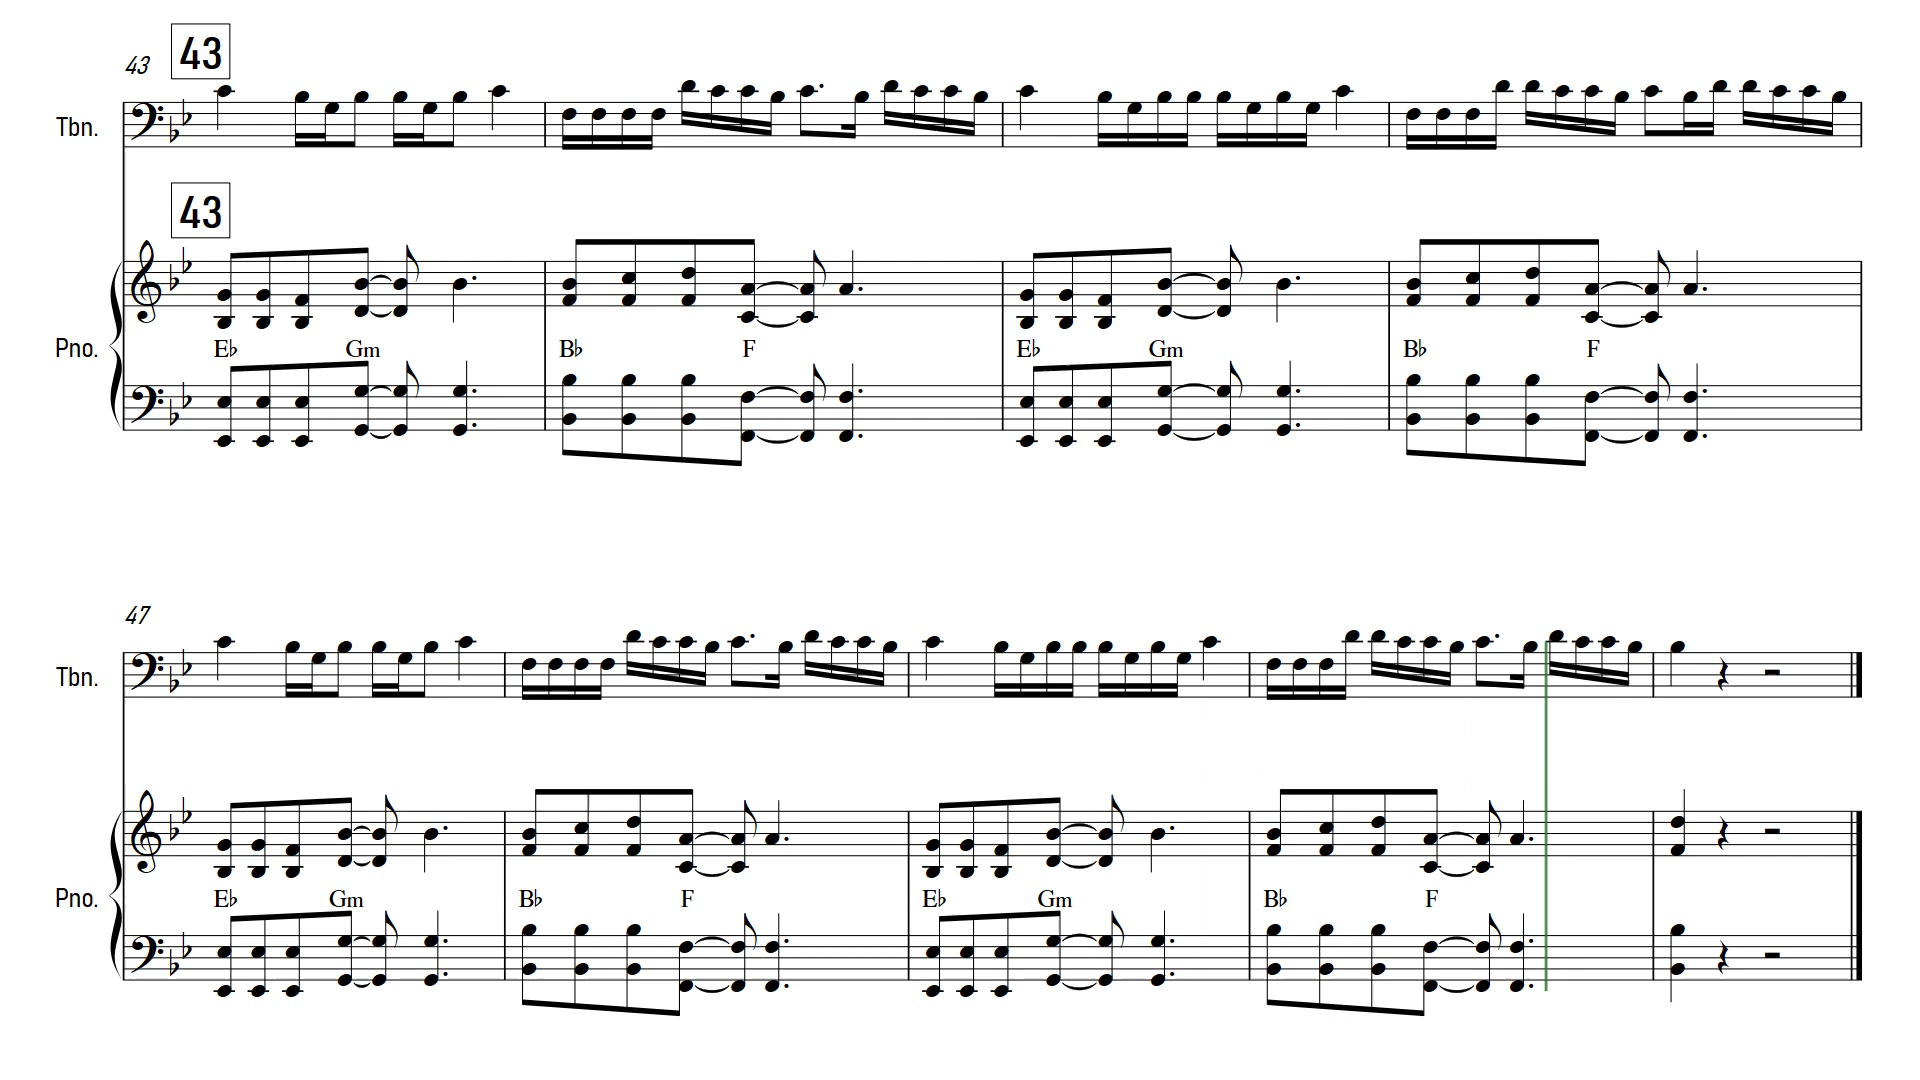 43
43
Tbn.
43
Pno.
E♭ Gm B♭ F E♭ Gm B♭ F
47
Tbn.
Pno.
E♭ Gm B♭ F E♭ Gm B♭ F